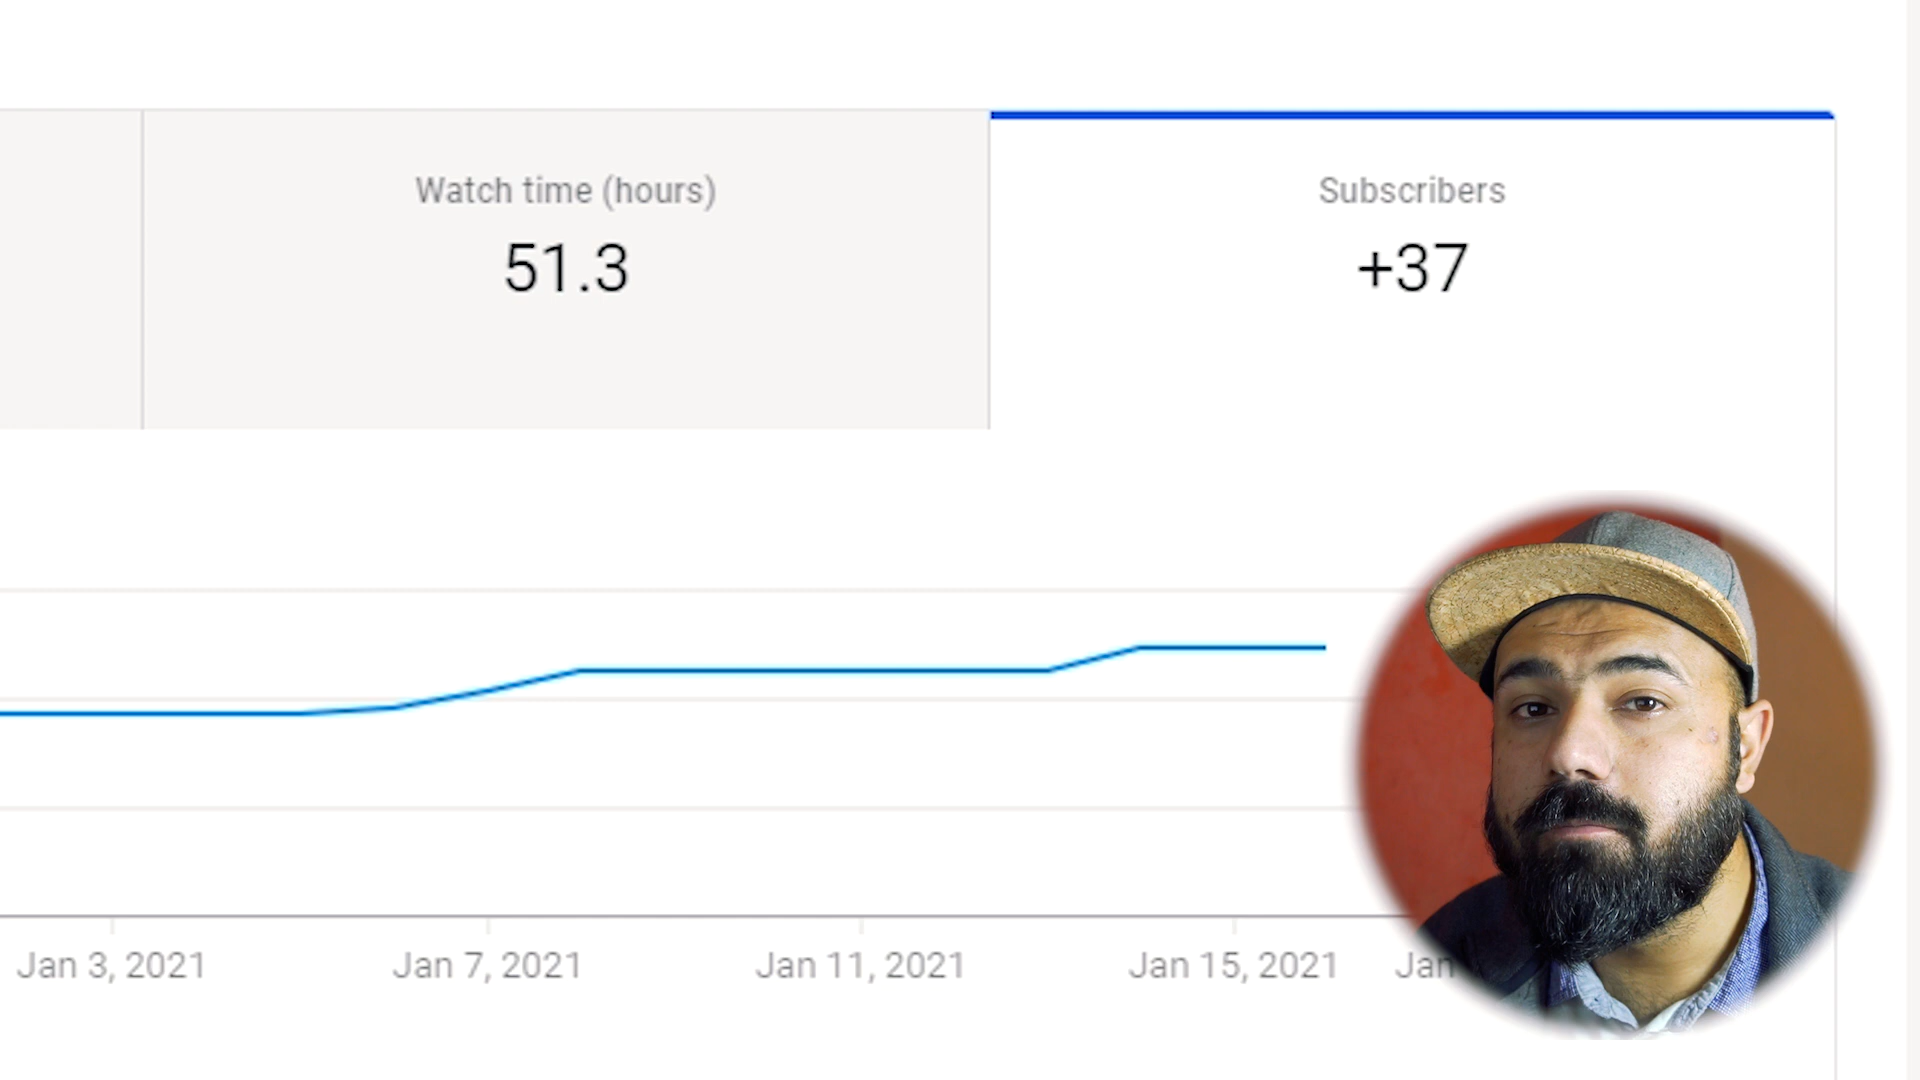 Watch time (hours)
51.3
Subscribers
+37
Jan 3, 2021
Jan 7, 2021
Jan 11, 2021
Jan 15, 2021
Jan